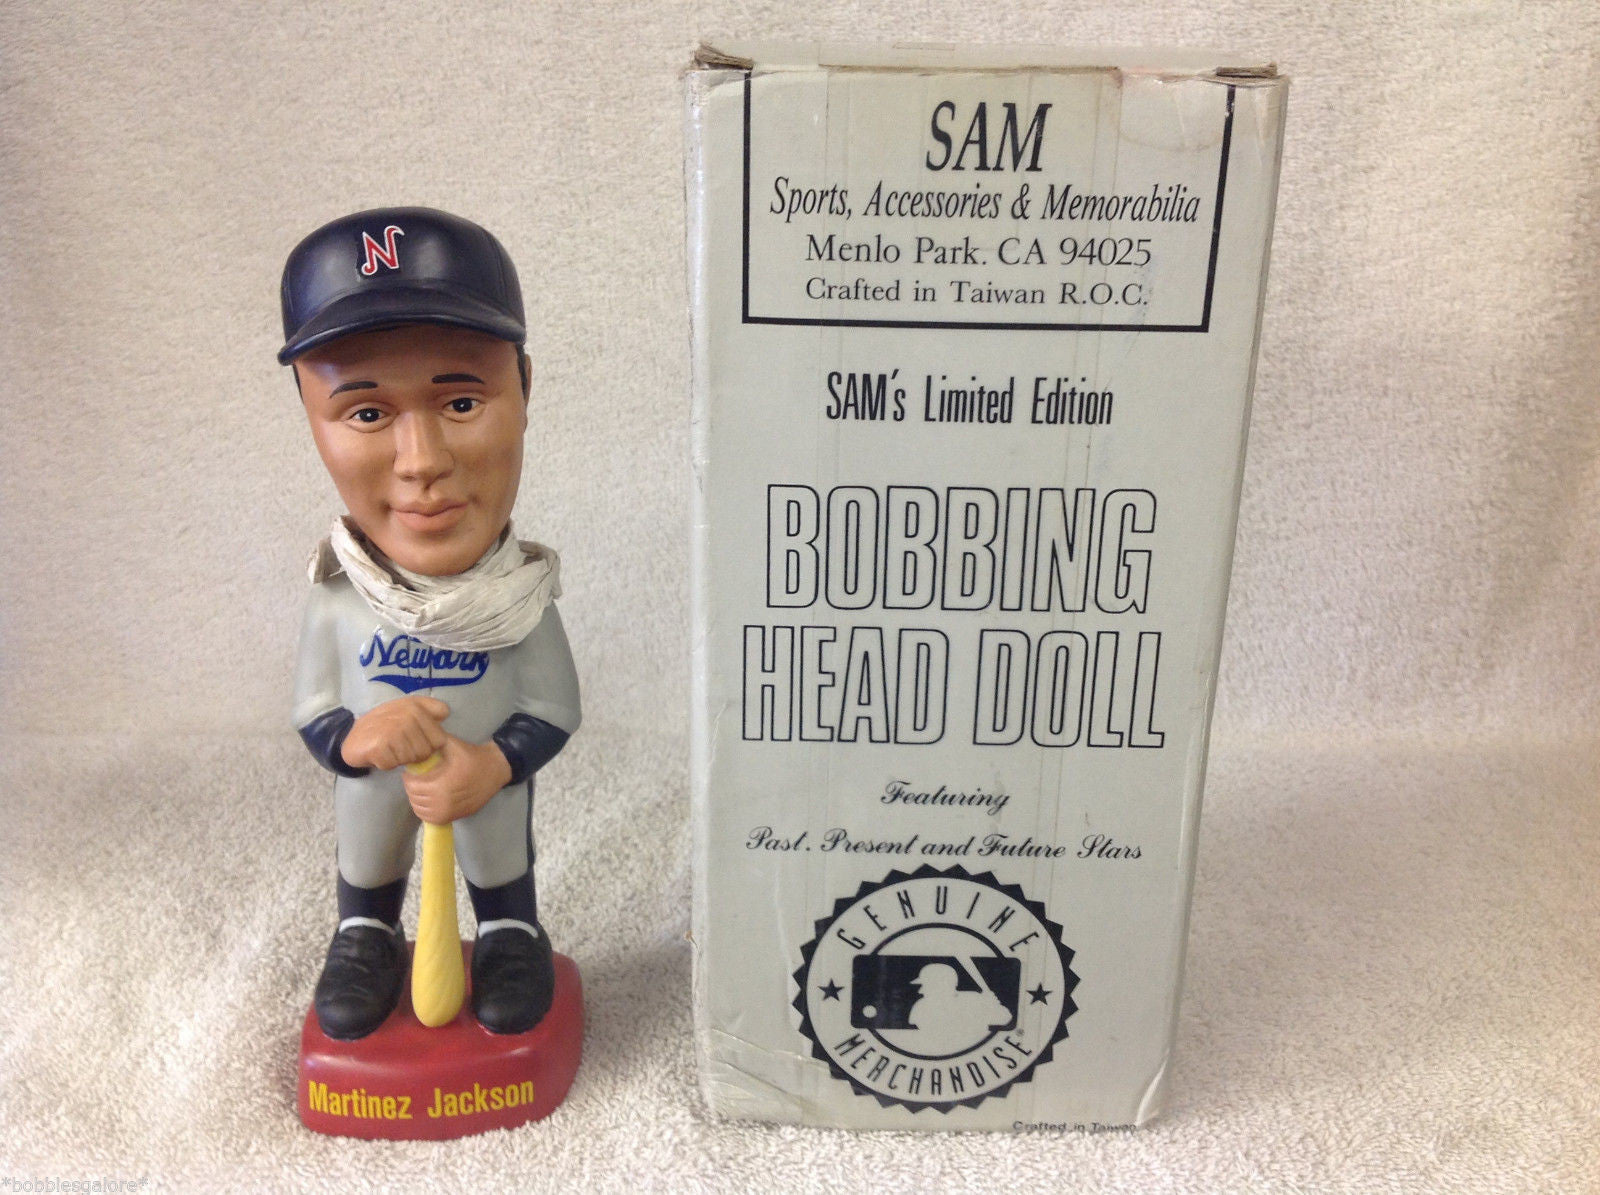 N
Newark
Martinez Jackson
SAM
Sports, Accessories & Memorabilia
Menlo Park. CA 94025
Crafted in Taiwan R.O.C.
SAM's Limited Edition
BOBBING
HEAD DOLL
Featuring
Past. Present and Future Stars
GENUINE
MERCHANDISE®
Crafted in Taiwan
*bobblesgalore*